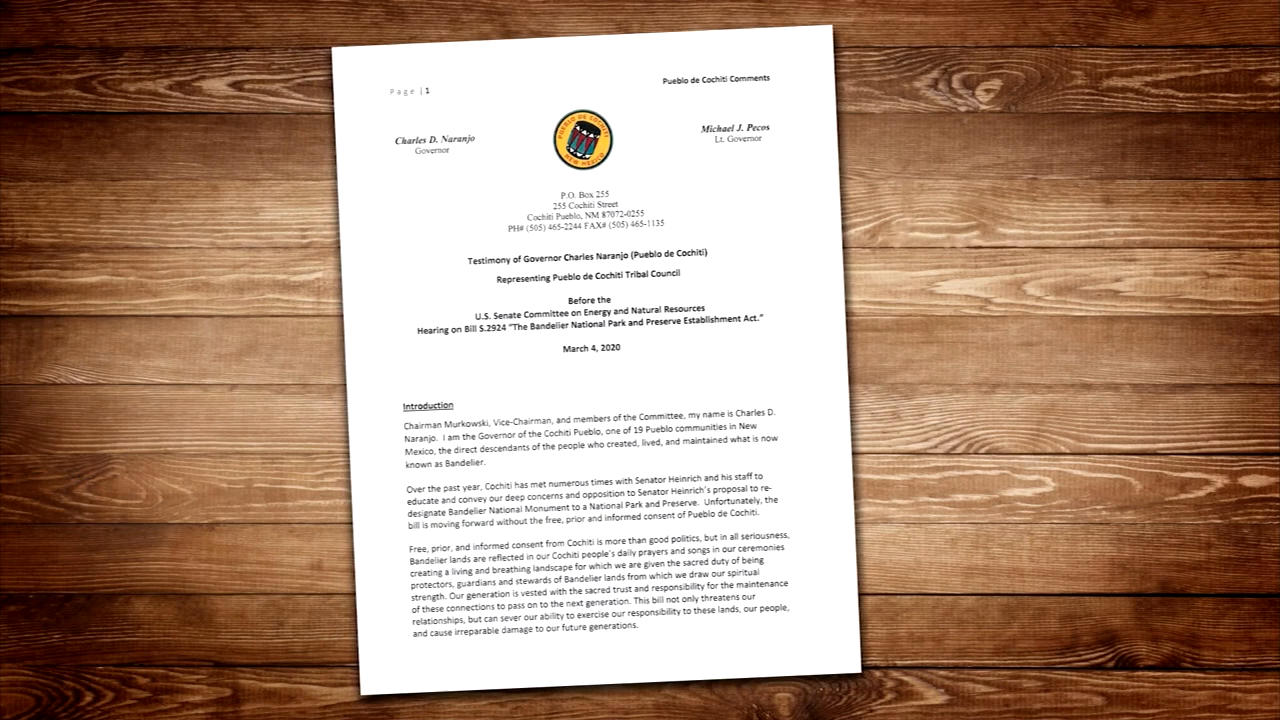 Page | 1
Pueblo de Cochiti Comments
Charles D. Naranjo
Governor
PUEBLO DE COCHITI
NEW MEXICO
Michael J. Pecos
Lt. Governor
P.O. Box 255
255 Cochiti Street
Cochiti Pueblo, NM 87072-0255
PH# (505) 465-2244 FAX# (505) 465-1135
Testimony of Governor Charles Naranjo (Pueblo de Cochiti)
Representing Pueblo de Cochiti Tribal Council
Before the
U.S. Senate Committee on Energy and Natural Resources
Hearing on Bill S.2924 “The Bandelier National Park and Preserve Establishment Act.”
March 4, 2020
Introduction
Chairman Murkowski, Vice-Chairman, and members of the Committee, my name is Charles D.
Naranjo. I am the Governor of the Cochiti Pueblo, one of 19 Pueblo communities in New
Mexico, the direct descendants of the people who created, lived, and maintained what is now
known as Bandelier.
Over the past year, Cochiti has met numerous times with Senator Heinrich and his staff to
educate and convey our deep concerns and opposition to Senator Heinrich's proposal to re-
designate Bandelier National Monument to a National Park and Preserve. Unfortunately, the
bill is moving forward without the free, prior and informed consent of Pueblo de Cochiti.
Free, prior, and informed consent from Cochiti is more than good politics, but in all seriousness,
Bandelier lands are reflected in our Cochiti people's daily prayers and songs in our ceremonies
creating a living and breathing landscape for which we are given the sacred duty of being
protectors, guardians and stewards of Bandelier lands from which we draw our spiritual
strength. Our generation is vested with the sacred trust and responsibility for the maintenance
of these connections to pass on to the next generation. This bill not only threatens our
relationships, but can sever our ability to exercise our responsibility to these lands, our people,
and cause irreparable damage to our future generations.